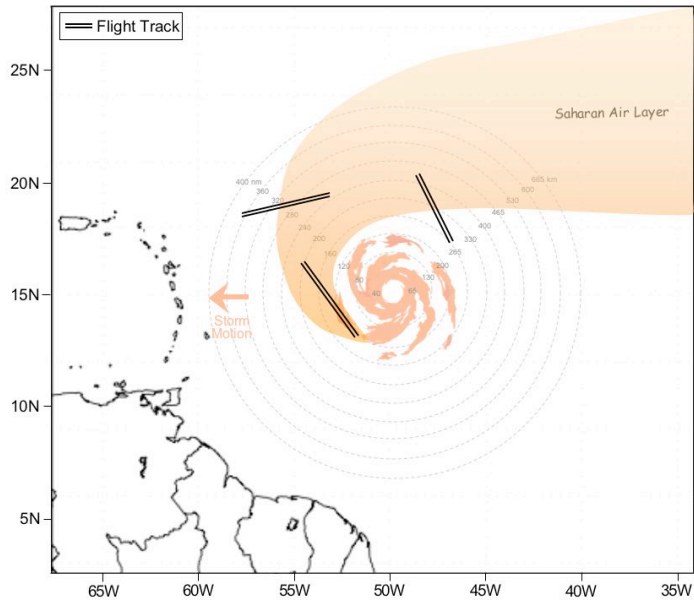 Flight Track
25N
20N
15N
10N
5N
Saharan Air Layer
400 nm
360
320
280
240
200
160
120
80
40
665 km
600
530
465
400
330
265
200
130
65
Storm
Motion
65W
60W
55W
50W
45W
40W
35W